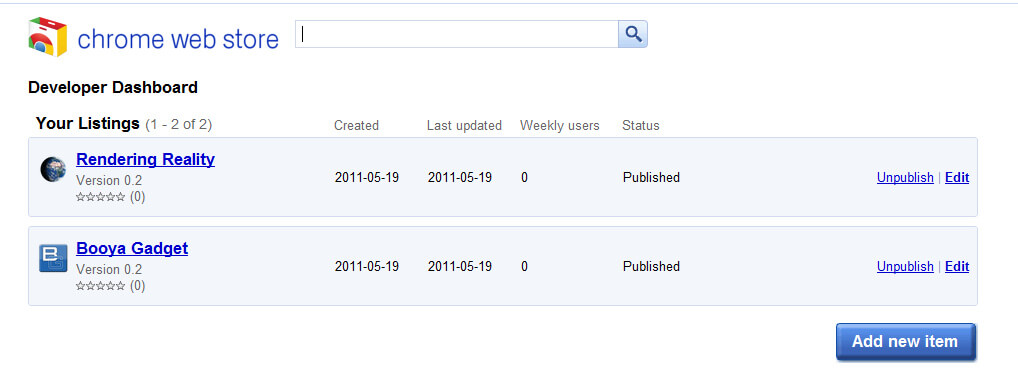 chrome web store
Developer Dashboard
Your Listings (1 - 2 of 2) Created Last updated Weekly users Status
Rendering Reality
Version 0.2
2011-05-19 2011-05-19 0 Published Unpublish | Edit
☆☆☆☆☆ (0)
Booya Gadget
Version 0.2
2011-05-19 2011-05-19 0 Published Unpublish | Edit
☆☆☆☆☆ (0)
Add new item